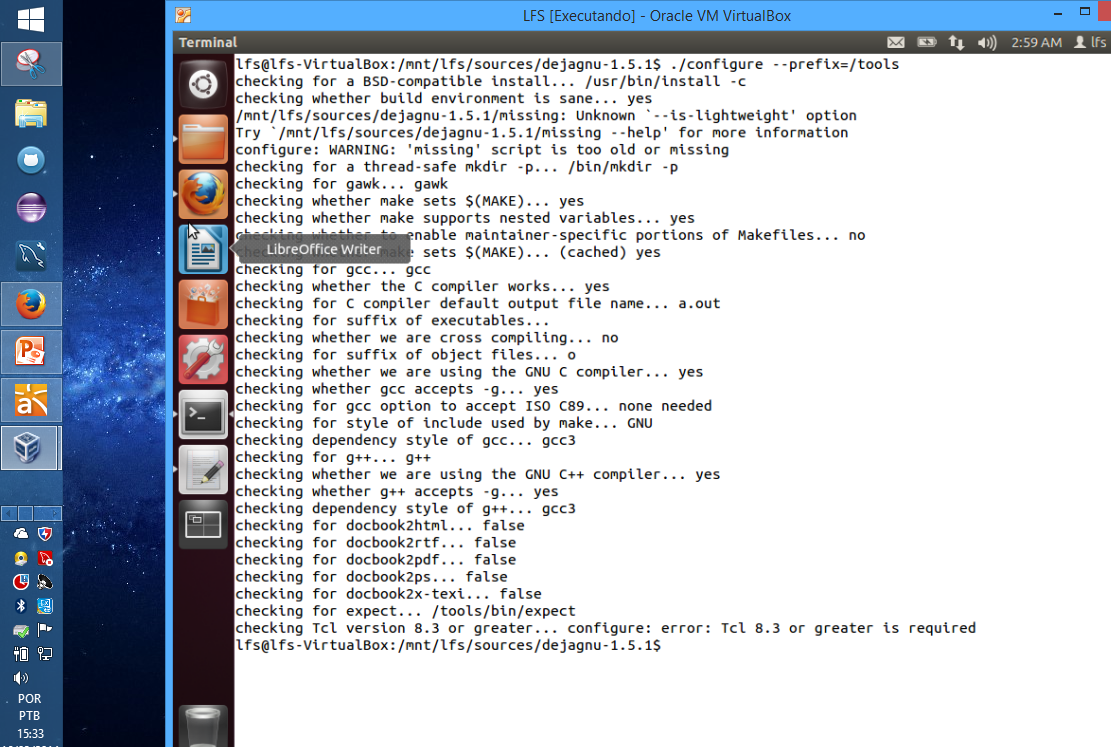 LFS [Executando] - Oracle VM VirtualBox
Terminal
2:59 AM lfs
lfs@lfs-VirtualBox:/mnt/lfs/sources/dejagnu-1.5.1$ ./configure --prefix=/tools
checking for a BSD-compatible install... /usr/bin/install -c
checking whether build environment is sane... yes
/mnt/lfs/sources/dejagnu-1.5.1/missing: Unknown `--is-lightweight' option
Try `/mnt/lfs/sources/dejagnu-1.5.1/missing --help' for more information
configure: WARNING: 'missing' script is too old or missing
checking for a thread-safe mkdir -p... /bin/mkdir -p
checking for gawk... gawk
checking whether make sets $(MAKE)... yes
checking whether make supports nested variables... yes
checking whether to enable maintainer-specific portions of Makefiles... no
LibreOffice Writer
sets $(MAKE)... (cached) yes
checking for gcc... gcc
checking whether the C compiler works... yes
checking for C compiler default output file name... a.out
checking for suffix of executables...
checking whether we are cross compiling... no
checking for suffix of object files... o
checking whether we are using the GNU C compiler... yes
checking whether gcc accepts -g... yes
checking for gcc option to accept ISO C89... none needed
checking for style of include used by make... GNU
checking dependency style of gcc... gcc3
checking for g++... g++
checking whether we are using the GNU C++ compiler... yes
checking whether g++ accepts -g... yes
checking dependency style of g++... gcc3
checking for docbook2html... false
checking for docbook2rtf... false
checking for docbook2pdf... false
checking for docbook2ps... false
checking for docbook2x-texi... false
checking for expect... /tools/bin/expect
checking Tcl version 8.3 or greater... configure: error: Tcl 8.3 or greater is required
lfs@lfs-VirtualBox:/mnt/lfs/sources/dejagnu-1.5.1$
POR
PTB
15:33